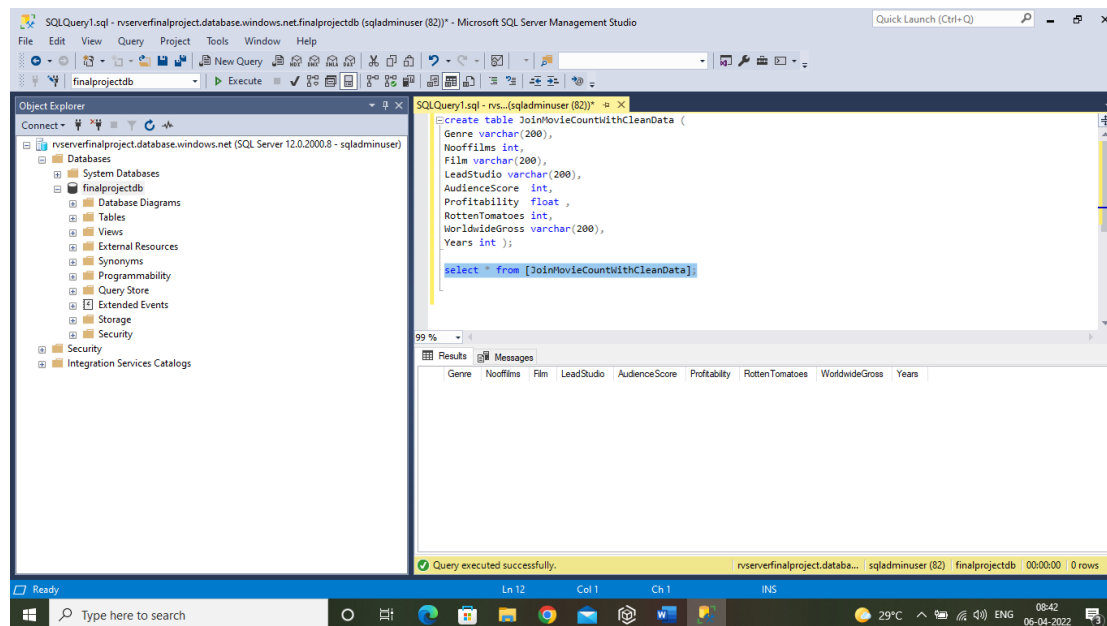 SQLQuery1.sql - rvserverfinalproject.database.windows.net.finalprojectdb (sqladminuser (82))* - Microsoft SQL Server Management Studio
Quick Launch (Ctrl+Q)
File Edit View Query Project Tools Window Help
New Query
finalprojectdb
Execute
Object Explorer
Connect
rvserverfinalproject.database.windows.net (SQL Server 12.0.2000.8 - sqladminuser)
Databases
System Databases
finalprojectdb
Database Diagrams
Tables
Views
External Resources
Synonyms
Programmability
Query Store
Extended Events
Storage
Security
Security
Integration Services Catalogs
SQLQuery1.sql - rvs...(sqladminuser (82))*
create table JoinMovieCountWithCleanData (
Genre varchar(200),
Nooffilms int,
Film varchar(200),
LeadStudio varchar(200),
AudienceScore int,
Profitability float ,
RottenTomatoes int,
WorldwideGross varchar(200),
Years int );
select * from [JoinMovieCountWithCleanData];
99 %
Results Messages
Genre Nooffilms Film LeadStudio AudienceScore Profitability RottenTomatoes WorldwideGross Years
Query executed successfully.
rvserverfinalproject.databa... sqladminuser (82) finalprojectdb 00:00:00 0 rows
Ready Ln 12 Col 1 Ch 1 INS
Type here to search
29°C ENG
08:42
06-04-2022